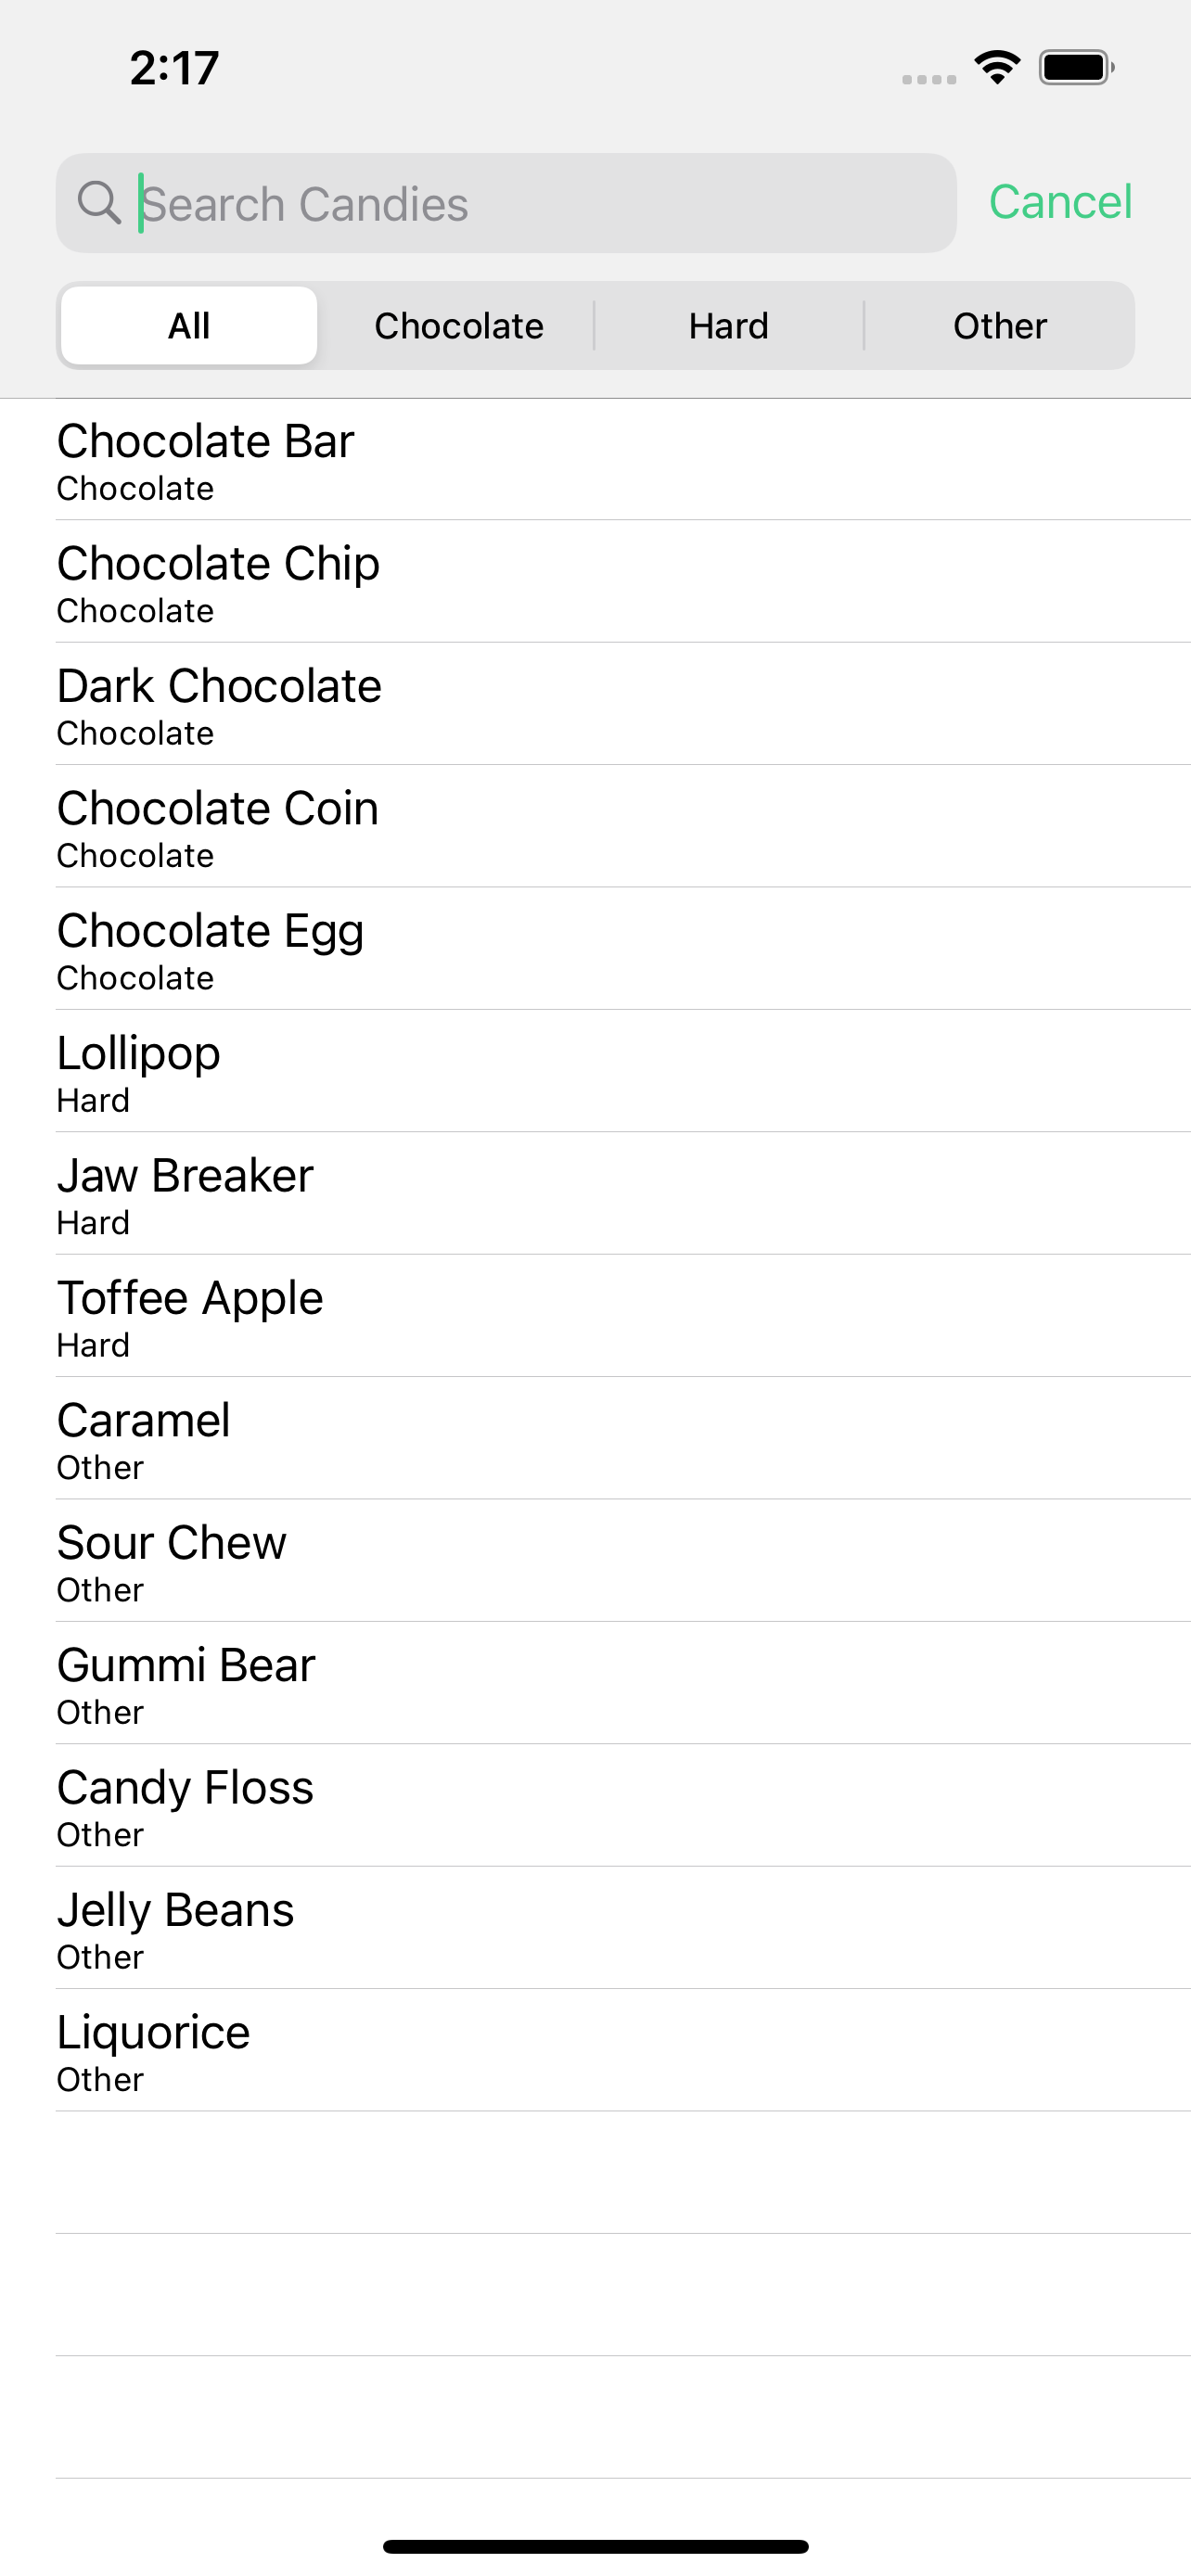 2:17
Search Candies Cancel
All Chocolate Hard Other
Chocolate Bar
Chocolate
Chocolate Chip
Chocolate
Dark Chocolate
Chocolate
Chocolate Coin
Chocolate
Chocolate Egg
Chocolate
Lollipop
Hard
Jaw Breaker
Hard
Toffee Apple
Hard
Caramel
Other
Sour Chew
Other
Gummi Bear
Other
Candy Floss
Other
Jelly Beans
Other
Liquorice
Other